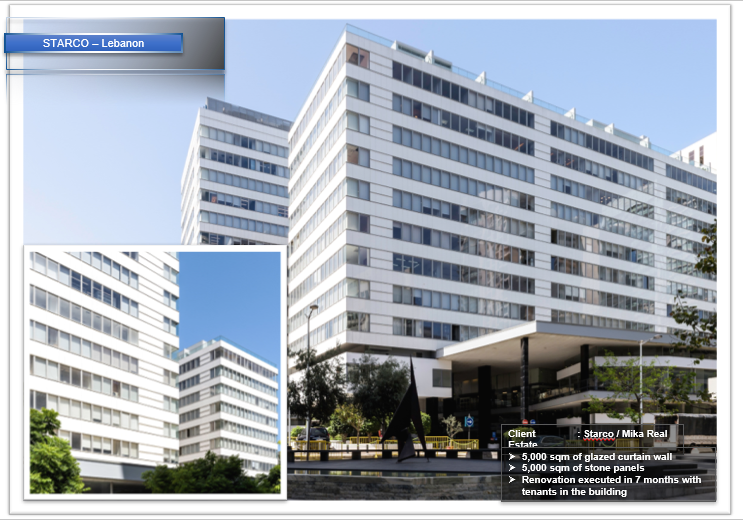 STARCO – Lebanon
Client : Starco / Mika Real
Estate
➢ 5,000 sqm of glazed curtain wall
➢ 5,000 sqm of stone panels
➢ Renovation executed in 7 months with
tenants in the building